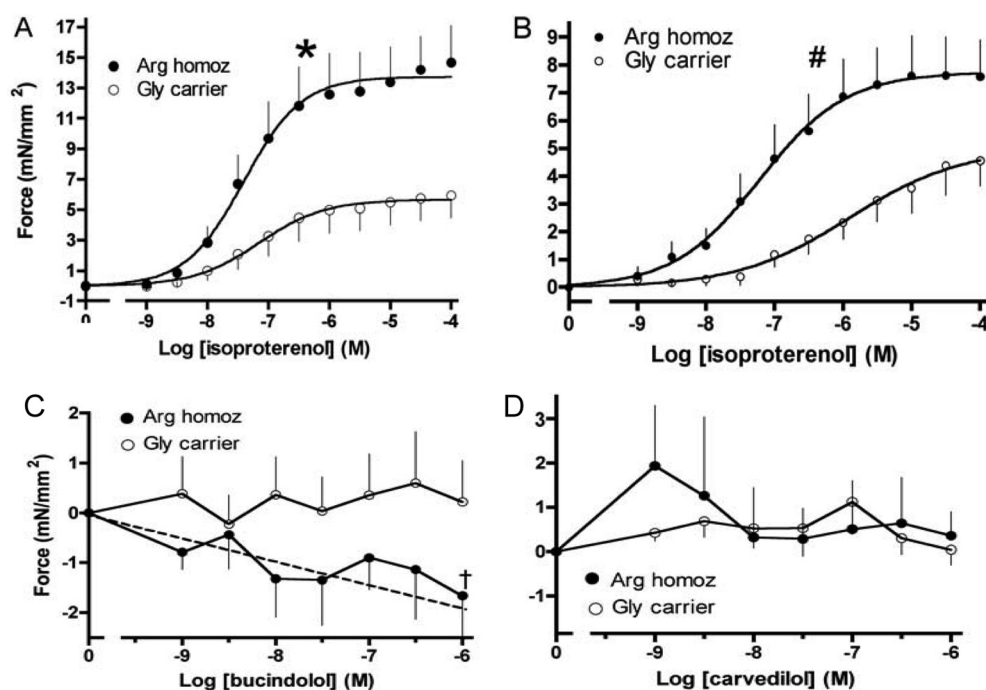 A
Force (mN/mm²)
17
15
13
11
9
7
5
3
1
-1
Arg homoz
Gly carrier
*
-9 -8 -7 -6 -5 -4
Log [isoproterenol] (M)
B
9
8
7
6
5
4
3
2
1
0
Arg homoz
Gly carrier
#
0 -9 -8 -7 -6 -5 -4
Log [isoproterenol] (M)
C
Force (mN/mm²)
2
1
0
-1
-2
Arg homoz
Gly carrier
†
0 -9 -8 -7 -6
Log [bucindolol] (M)
D
3
2
1
0
-1
Arg homoz
Gly carrier
0 -9 -8 -7 -6
Log [carvedilol] (M)